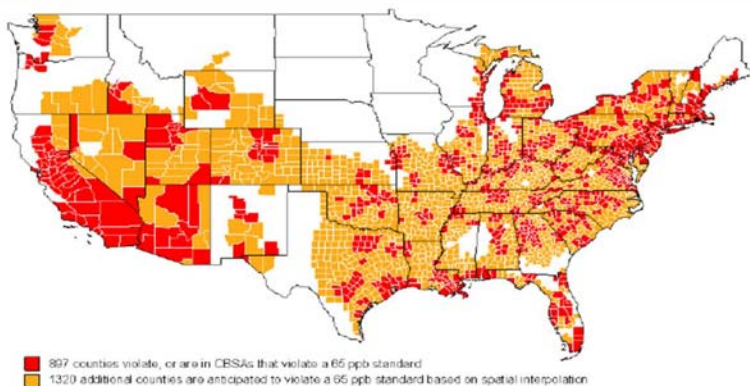 897 counties violate, or are in CBSAs that violate a 65 ppb standard
1320 additional counties are anticipated to violate a 65 ppb standard based on spatial interpolation